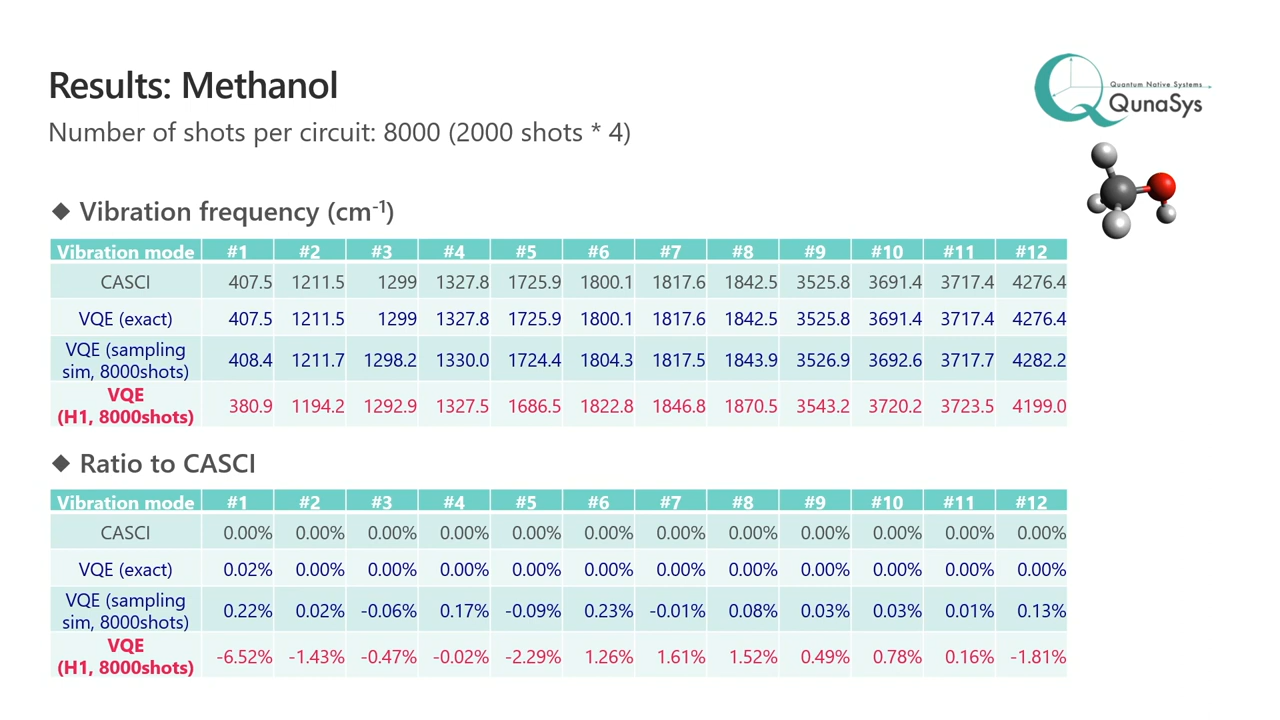 Results: Methanol
Quantum Native Systems
QunaSys
Number of shots per circuit: 8000 (2000 shots * 4)
◆ Vibration frequency (cm⁻¹)
Vibration mode #1 #2 #3 #4 #5 #6 #7 #8 #9 #10 #11 #12
CASCI 407.5 1211.5 1299 1327.8 1725.9 1800.1 1817.6 1842.5 3525.8 3691.4 3717.4 4276.4
VQE (exact) 407.5 1211.5 1299 1327.8 1725.9 1800.1 1817.6 1842.5 3525.8 3691.4 3717.4 4276.4
VQE (sampling
sim, 8000shots) 408.4 1211.7 1298.2 1330.0 1724.4 1804.3 1817.5 1843.9 3526.9 3692.6 3717.7 4282.2
VQE
(H1, 8000shots) 380.9 1194.2 1292.9 1327.5 1686.5 1822.8 1846.8 1870.5 3543.2 3720.2 3723.5 4199.0
◆ Ratio to CASCI
Vibration mode #1 #2 #3 #4 #5 #6 #7 #8 #9 #10 #11 #12
CASCI 0.00% 0.00% 0.00% 0.00% 0.00% 0.00% 0.00% 0.00% 0.00% 0.00% 0.00% 0.00%
VQE (exact) 0.02% 0.00% 0.00% 0.00% 0.00% 0.00% 0.00% 0.00% 0.00% 0.00% 0.00% 0.00%
VQE (sampling
sim, 8000shots) 0.22% 0.02% -0.06% 0.17% -0.09% 0.23% -0.01% 0.08% 0.03% 0.03% 0.01% 0.13%
VQE
(H1, 8000shots) -6.52% -1.43% -0.47% -0.02% -2.29% 1.26% 1.61% 1.52% 0.49% 0.78% 0.16% -1.81%